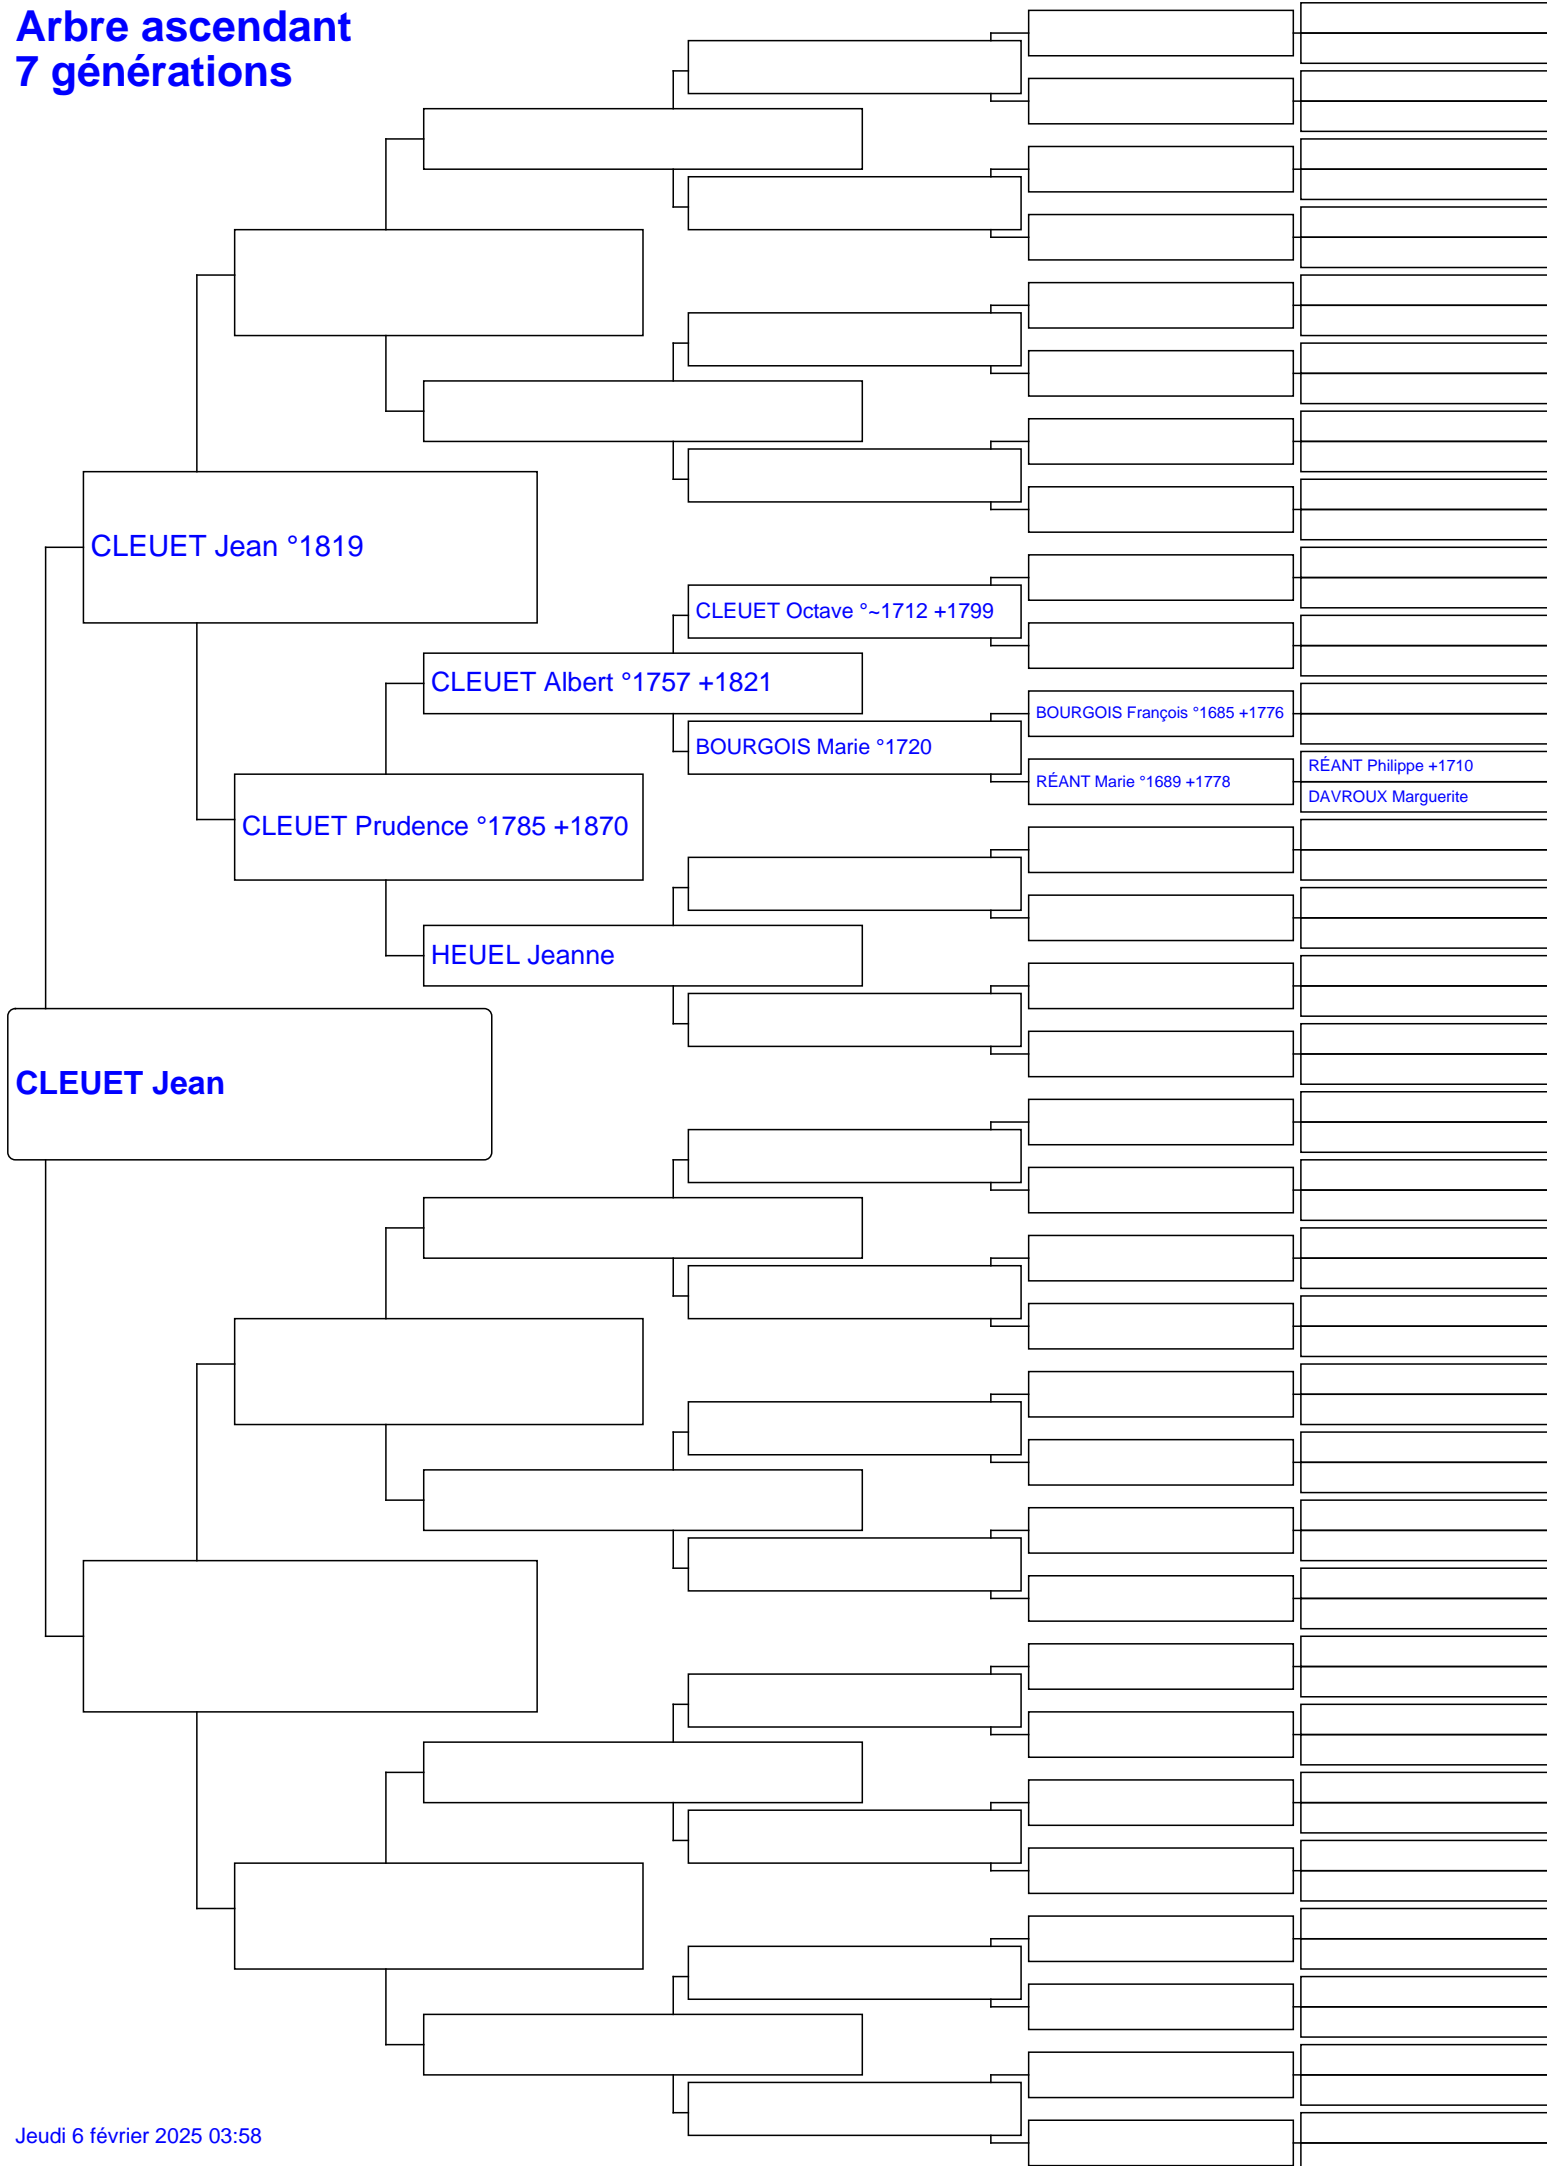 Arbre ascendant
7 générations
CLEUET Jean °1819
CLEUET Octave °~1712 +1799
CLEUET Albert °1757 +1821
BOURGOIS François °1685 +1776
BOURGOIS Marie °1720
RÉANT Philippe +1710
RÉANT Marie °1689 +1778
DAVROUX Marguerite
CLEUET Prudence °1785 +1870
HEUEL Jeanne
CLEUET Jean
Jeudi 6 février 2025 03:58